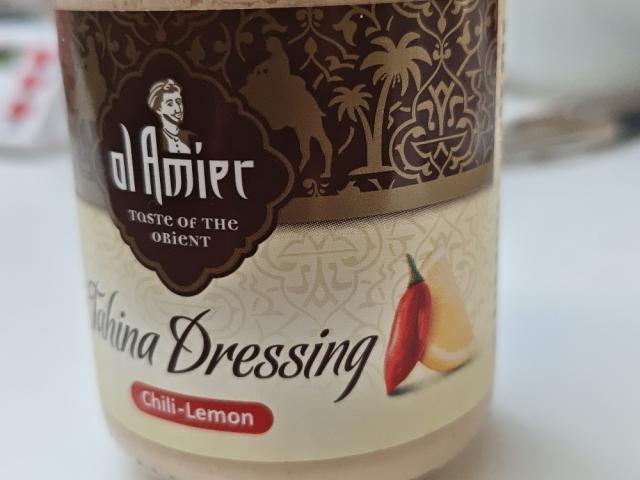 al Amier
TASTE OF THE
ORIENT
Tahina Dressing
Chili-Lemon